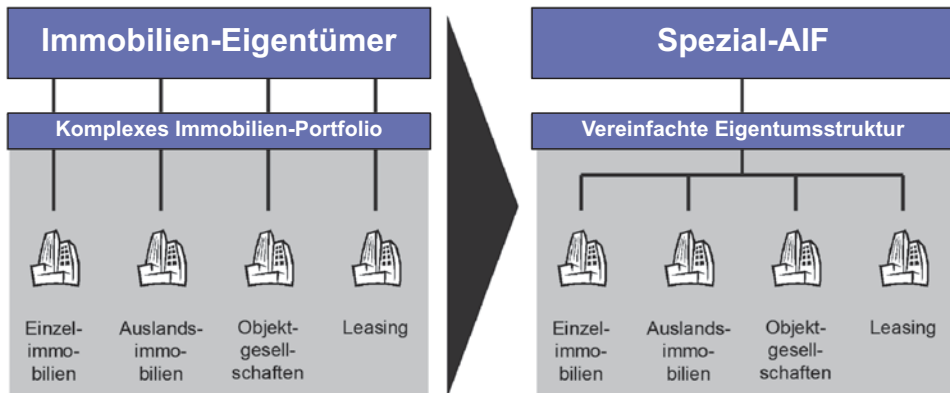 Immobilien-Eigentümer
Komplexes Immobilien-Portfolio
Einzel-
immo-
bilien
Auslands-
immo-
bilien
Objekt-
gesell-
schaften
Leasing
Spezial-AIF
Vereinfachte Eigentumsstruktur
Einzel-
immo-
bilien
Auslands-
immo-
bilien
Objekt-
gesell-
schaften
Leasing